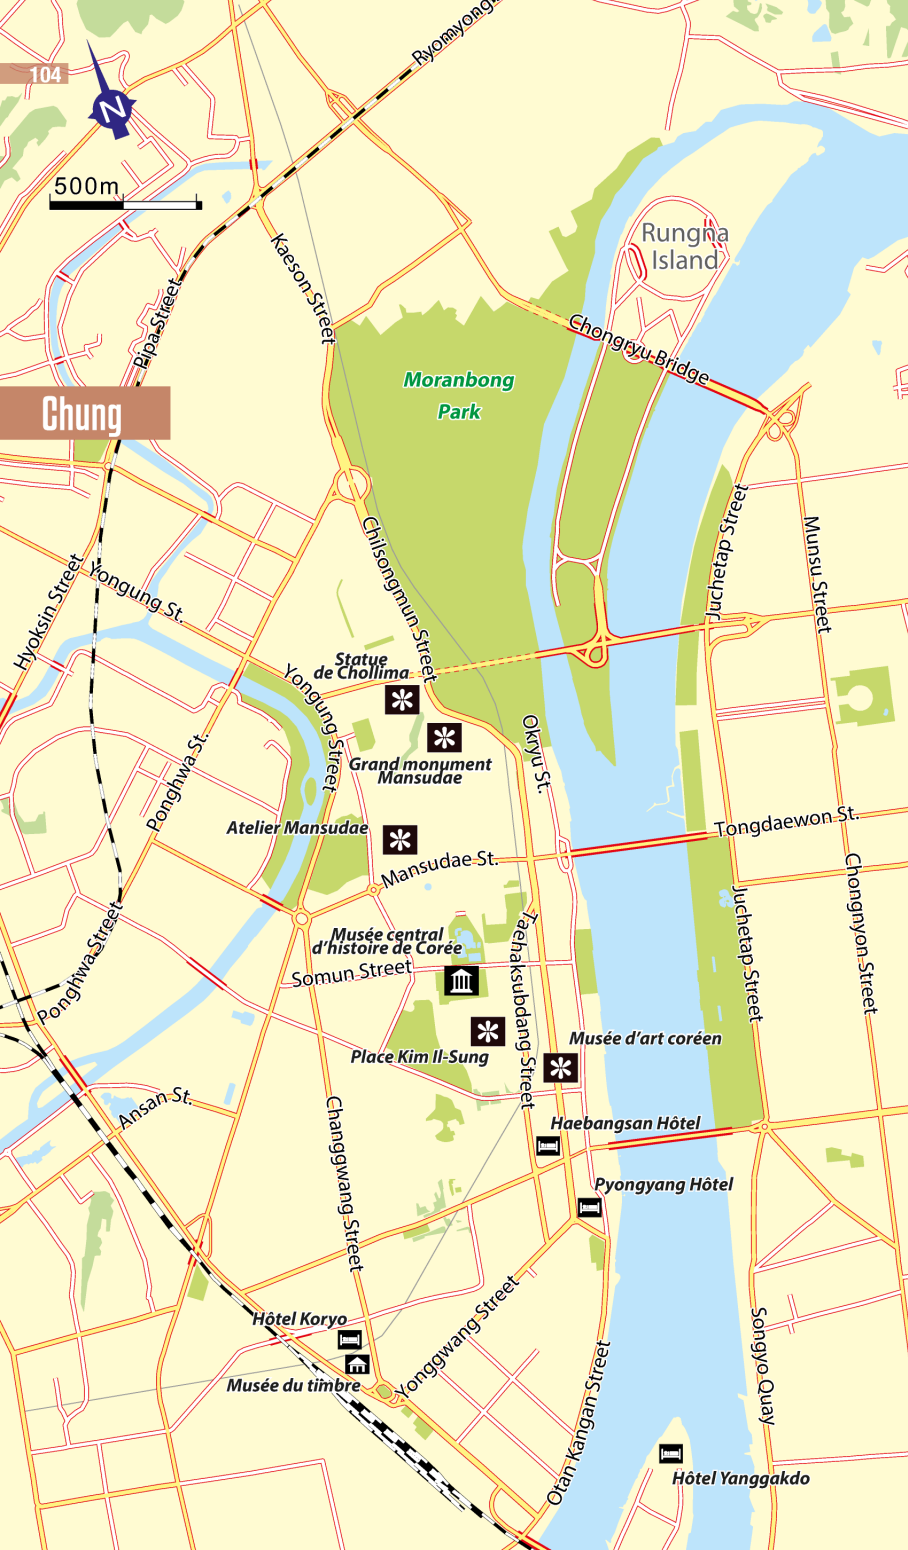 Ryomyong
104
N
500m
Rungna
Island
Kaeson Street
Pipa Street
Chongryu Bridge
Moranbong
Park
Chung
Juchetap Street
Munsu Street
Chilsongmun Street
Hyoksin Street
Yongung St.
Statue
de Chollima
Yongung Street
Okryu St.
Grand monument
Mansudae
Ponghwa St.
Atelier Mansudae
Tongdaewon St.
Mansudae St.
Chongnyon Street
Juchetap Street
Ponghwa Street
Musée central
d'histoire de Corée
Taehaksubdang Street
Somun Street
Musée d'art coréen
Place Kim Il-Sung
Ansan St.
Changgwang Street
Haebangsan Hôtel
Pyongyang Hôtel
Hôtel Koryo
Yonggwang Street
Songyo Quay
Musée du timbre
Otan Kangan Street
Hôtel Yanggakdo